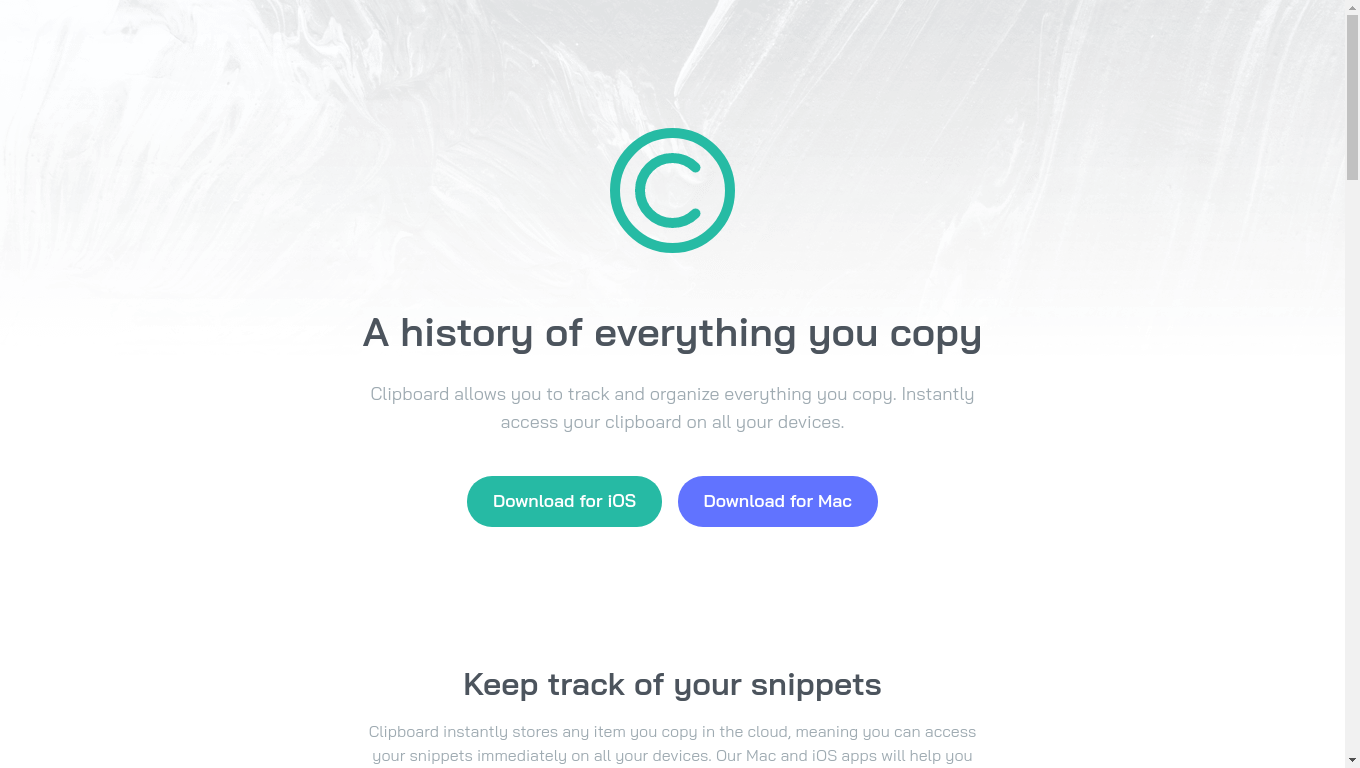 A history of everything you copy
Clipboard allows you to track and organize everything you copy. Instantly
access your clipboard on all your devices.
Download for iOS
Download for Mac
Keep track of your snippets
Clipboard instantly stores any item you copy in the cloud, meaning you can access
your snippets immediately on all your devices. Our Mac and iOS apps will help you